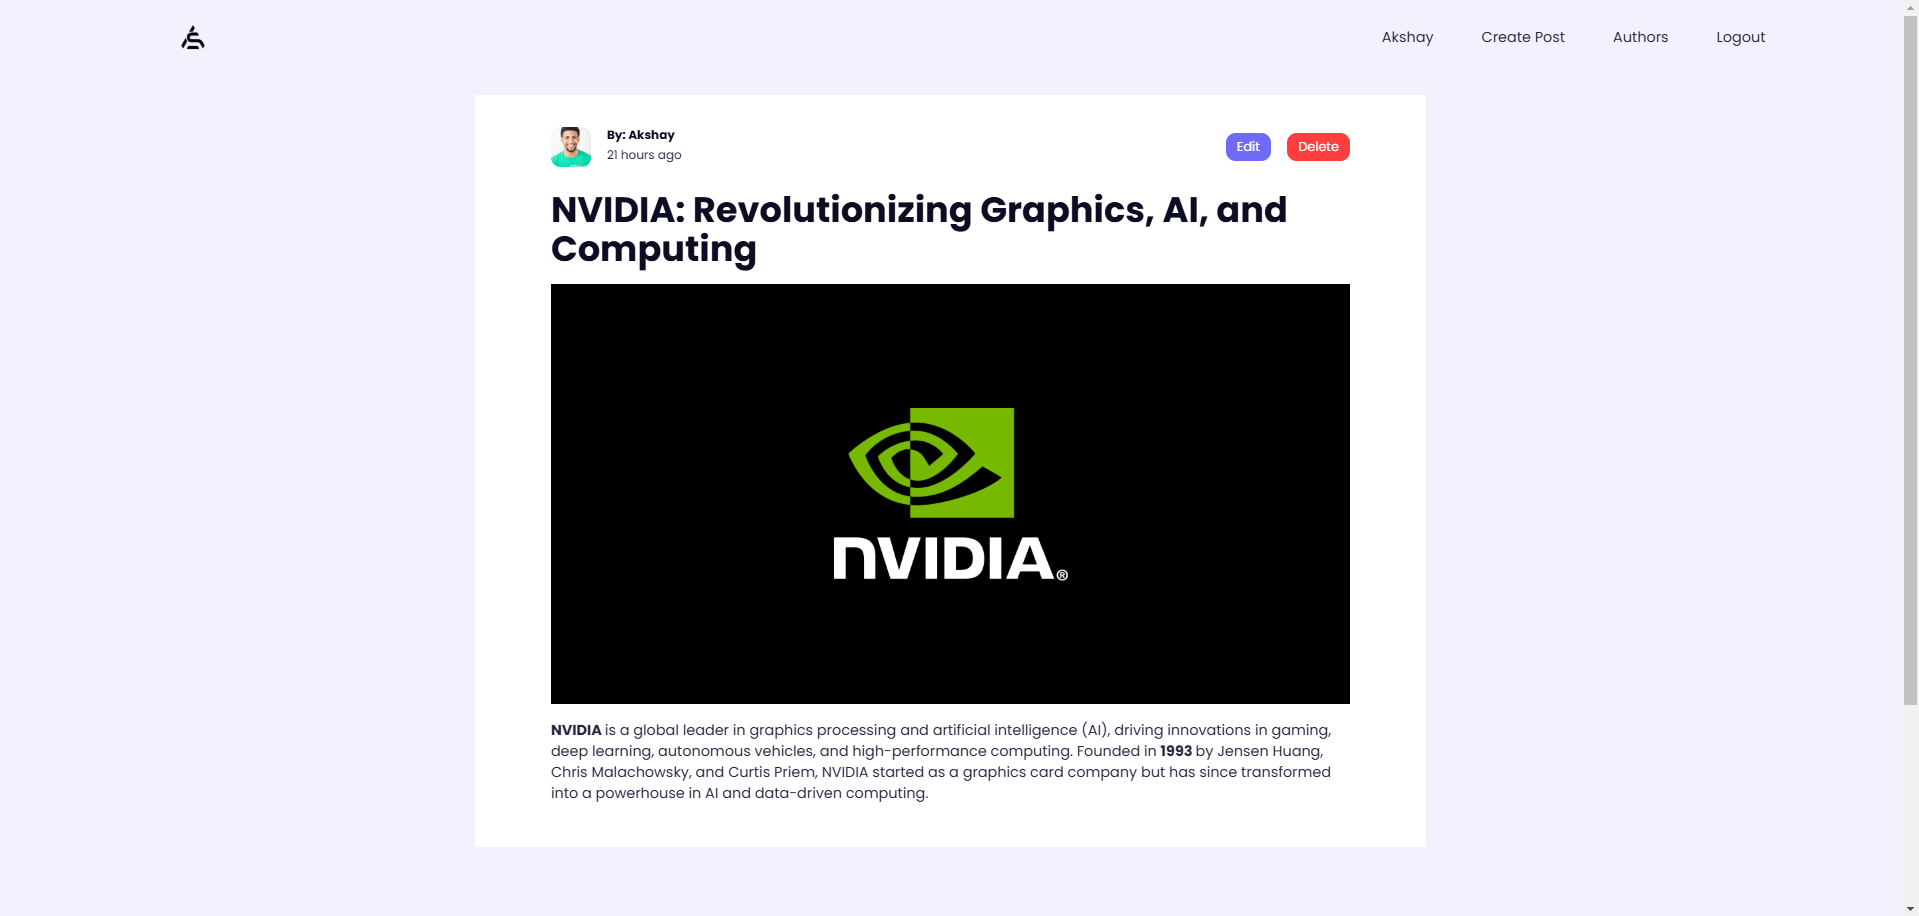 Akshay Create Post Authors Logout
By: Akshay
21 hours ago
Edit Delete
NVIDIA: Revolutionizing Graphics, AI, and
Computing
NVIDIA®
NVIDIA is a global leader in graphics processing and artificial intelligence (AI), driving innovations in gaming,
deep learning, autonomous vehicles, and high-performance computing. Founded in 1993 by Jensen Huang,
Chris Malachowsky, and Curtis Priem, NVIDIA started as a graphics card company but has since transformed
into a powerhouse in AI and data-driven computing.